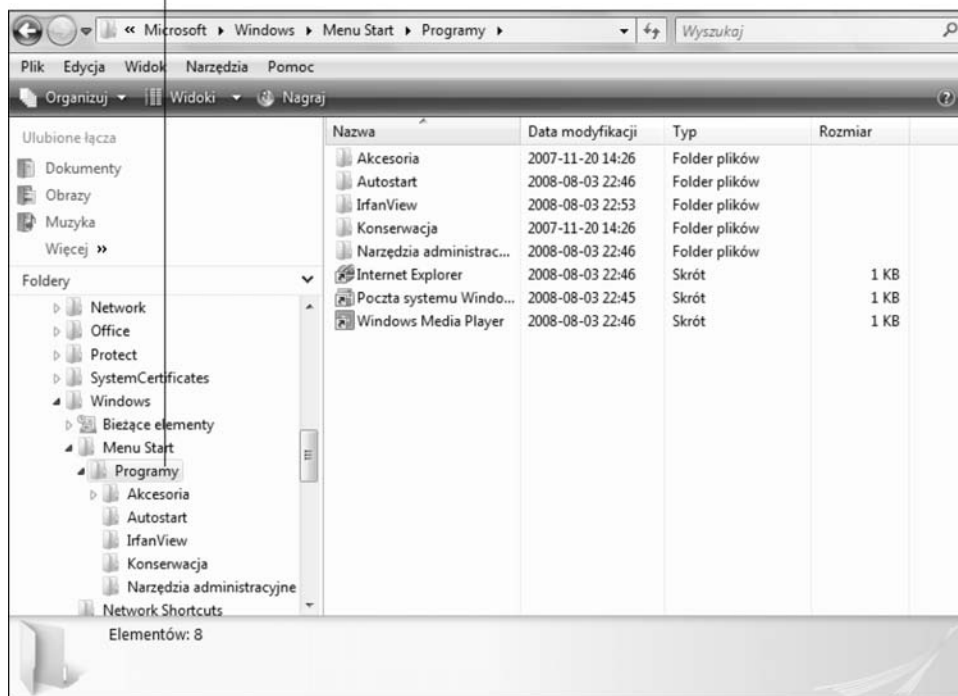 « Microsoft ▸ Windows ▸ Menu Start ▸ Programy ▸
Wyszukaj
Plik Edycja Widok Narzędzia Pomoc
Organizuj Widoki Nagraj
Ulubione łącza
Dokumenty
Obrazy
Muzyka
Więcej »
Foldery
Network
Office
Protect
SystemCertificates
Windows
Bieżące elementy
Menu Start
Programy
Akcesoria
Autostart
IrfanView
Konserwacja
Narzędzia administracyjne
Network Shortcuts
Nazwa Data modyfikacji Typ Rozmiar
Akcesoria 2007-11-20 14:26 Folder plików
Autostart 2008-08-03 22:46 Folder plików
IrfanView 2008-08-03 22:53 Folder plików
Konserwacja 2007-11-20 14:26 Folder plików
Narzędzia administrac... 2008-08-03 22:46 Folder plików
Internet Explorer 2008-08-03 22:46 Skrót 1 KB
Poczta systemu Windo... 2008-08-03 22:45 Skrót 1 KB
Windows Media Player 2008-08-03 22:46 Skrót 1 KB
Elementów: 8